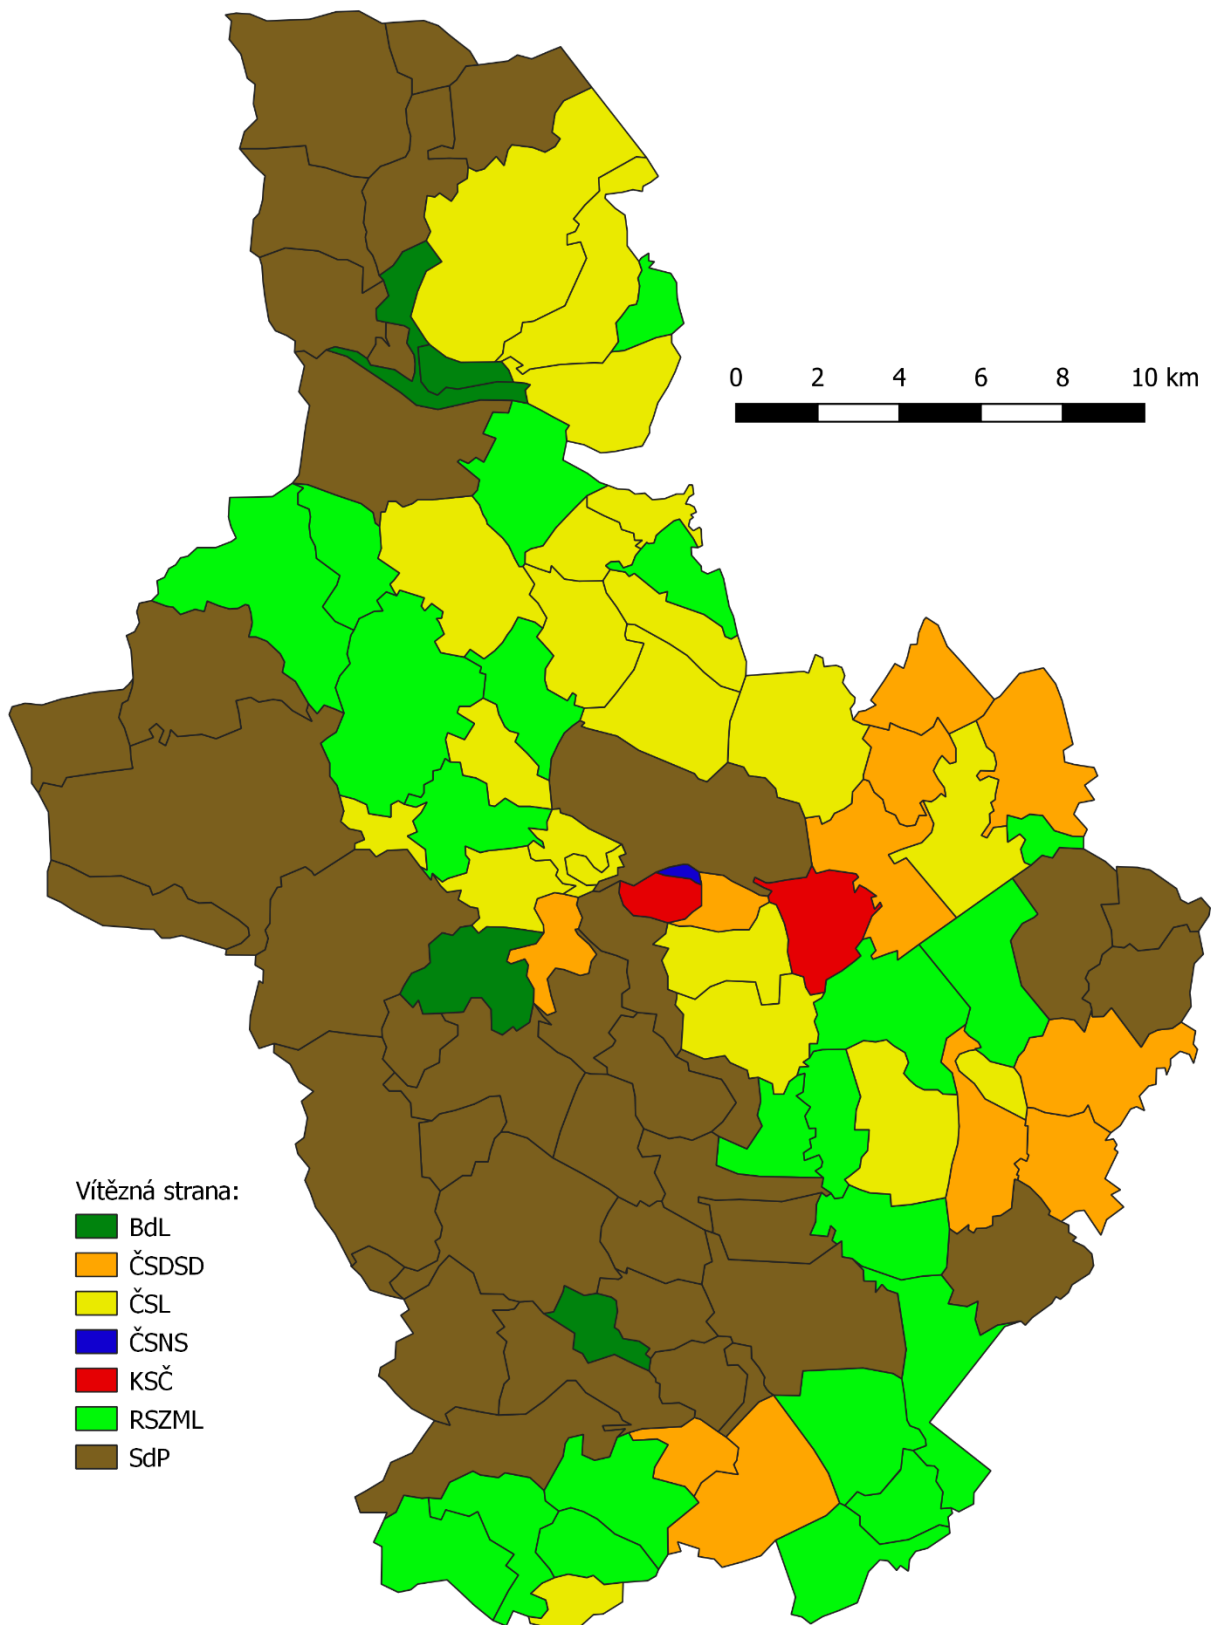 0 2 4 6 8 10 km
Vítězná strana:
BdL
ČSDSD
ČSL
ČSNS
KSČ
RSZML
SdP